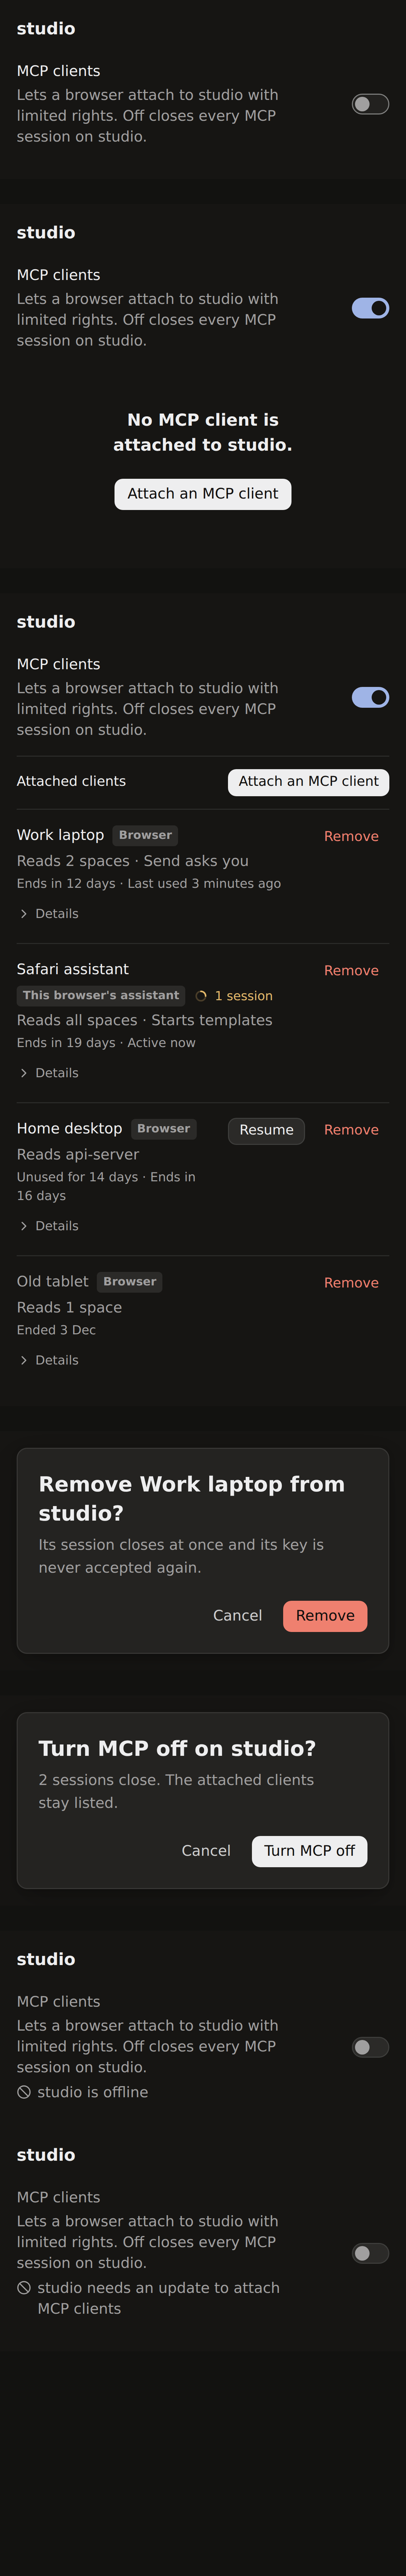 studio
MCP clients
Lets a browser attach to studio with
limited rights. Off closes every MCP
session on studio.
studio
MCP clients
Lets a browser attach to studio with
limited rights. Off closes every MCP
session on studio.
No MCP client is
attached to studio.
Attach an MCP client
studio
MCP clients
Lets a browser attach to studio with
limited rights. Off closes every MCP
session on studio.
Attached clients
Attach an MCP client
Work laptop Browser Remove
Reads 2 spaces · Send asks you
Ends in 12 days · Last used 3 minutes ago
Details
Safari assistant Remove
This browser's assistant 1 session
Reads all spaces · Starts templates
Ends in 19 days · Active now
Details
Home desktop Browser Resume Remove
Reads api-server
Unused for 14 days · Ends in
16 days
Details
Old tablet Browser Remove
Reads 1 space
Ended 3 Dec
Details
Remove Work laptop from
studio?
Its session closes at once and its key is
never accepted again.
Cancel Remove
Turn MCP off on studio?
2 sessions close. The attached clients
stay listed.
Cancel Turn MCP off
studio
MCP clients
Lets a browser attach to studio with
limited rights. Off closes every MCP
session on studio.
studio is offline
studio
MCP clients
Lets a browser attach to studio with
limited rights. Off closes every MCP
session on studio.
studio needs an update to attach
MCP clients